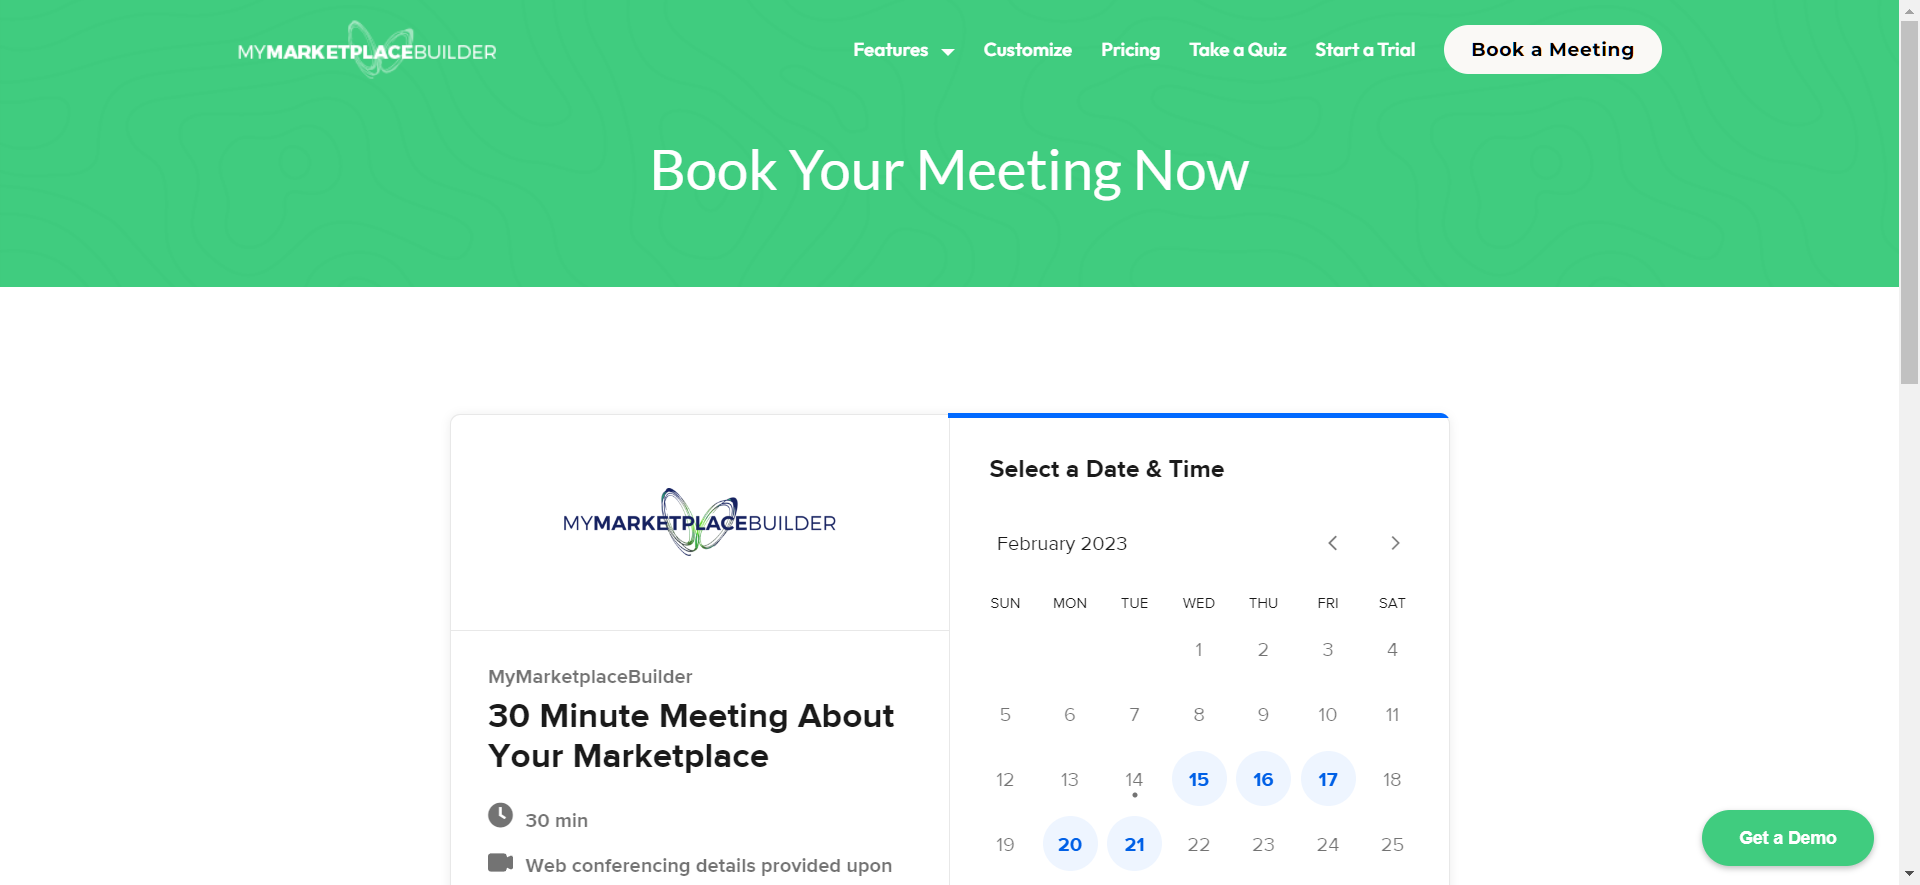 MYMARKETPLACEBUILDER
Features Customize Pricing Take a Quiz Start a Trial Book a Meeting
Book Your Meeting Now
MYMARKETPLACEBUILDER
MyMarketplaceBuilder
30 Minute Meeting About
Your Marketplace
30 min
Web conferencing details provided upon
Select a Date & Time
February 2023
SUN MON TUE WED THU FRI SAT
1 2 3 4
5 6 7 8 9 10 11
12 13 14 15 16 17 18
19 20 21 22 23 24 25
Get a Demo